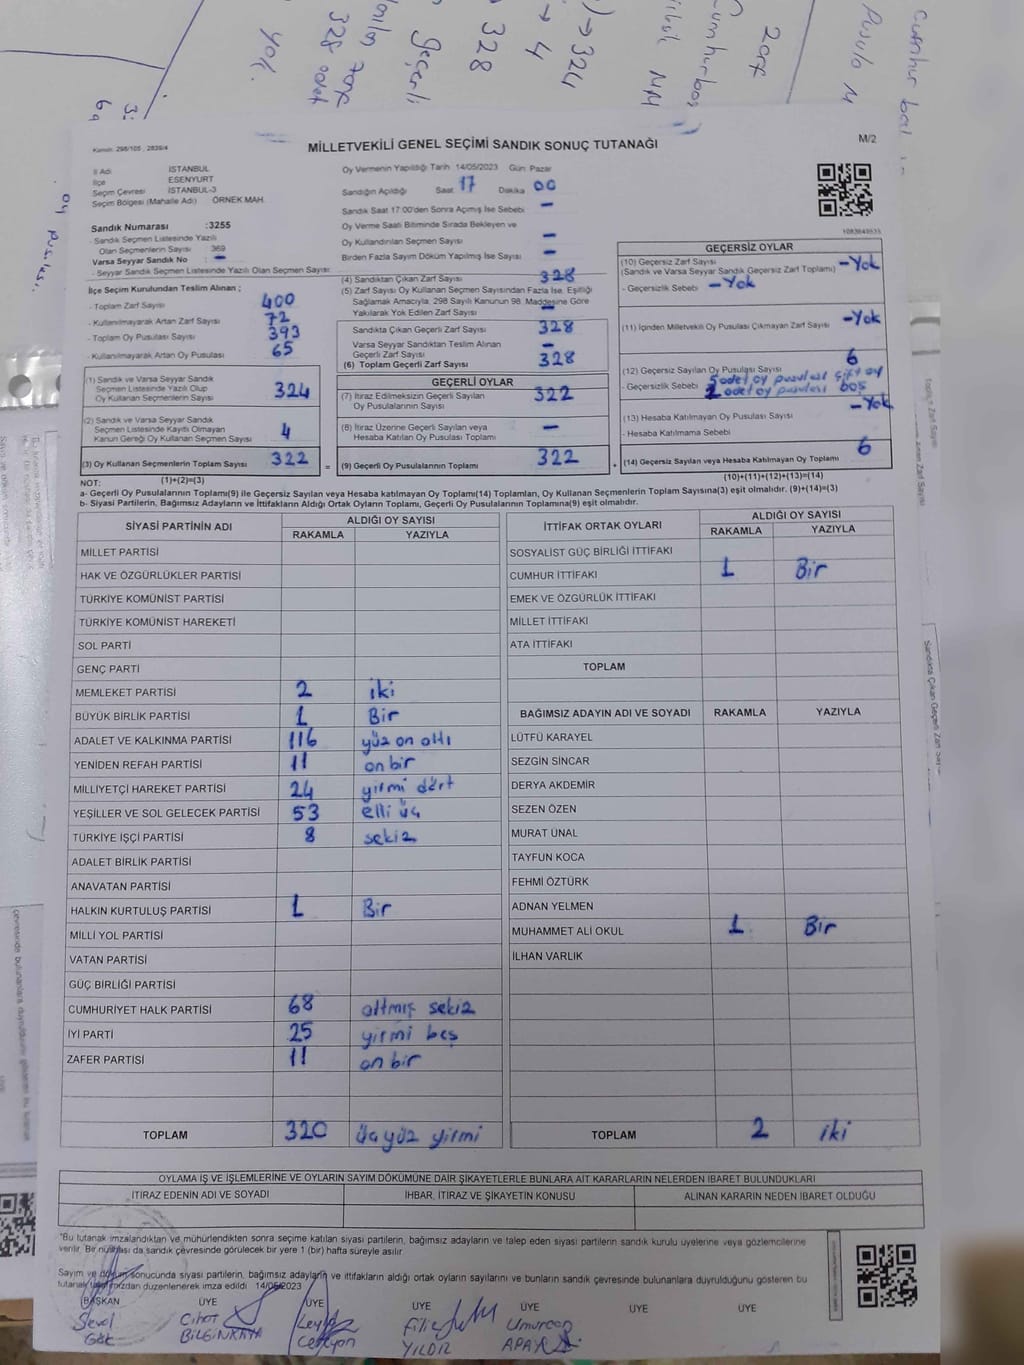 Cumhur
Pusula
zarf
Cumhurbaş
→ 324
→ 4
328
geçerli
328 adet
yok.
oy pusulası.
Kanun: 298/105 , 2839/4
MİLLETVEKİLİ GENEL SEÇİMİ SANDIK SONUÇ TUTANAĞI
M/2
İl Adı İSTANBUL
İlçe ESENYURT
Seçim Çevresi İSTANBUL-3
Seçim Bölgesi (Mahalle Adı) ÖRNEK MAH.
Sandık Numarası :3255
- Sandık Seçmen Listesinde Yazılı
Olan Seçmenlerin Sayısı 369
Varsa Seyyar Sandık No –
- Seyyar Sandık Seçmen Listesinde Yazılı Olan Seçmen Sayısı
İlçe Seçim Kurulundan Teslim Alınan ;
- Toplam Zarf Sayısı 400
- Kullanılmayarak Artan Zarf Sayısı 72
- Toplam Oy Pusulası Sayısı 393
- Kullanılmayarak Artan Oy Pusulası 65
(1) Sandık ve Varsa Seyyar Sandık
Seçmen Listesinde Yazılı Olup
Oy Kullanan Seçmenlerin Sayısı 324
(2) Sandık ve Varsa Seyyar Sandık
Seçmen Listesinde Kayıtlı Olmayan
Kanun Gereği Oy Kullanan Seçmen Sayısı 4
(3) Oy Kullanan Seçmenlerin Toplam Sayısı 322
Oy Vermenin Yapıldığı Tarih 14/05/2023 Gün Pazar
Sandığın Açıldığı Saat 17 Dakika 00
Sandık Saat 17:00'den Sonra Açımış İse Sebebi –
Oy Verme Saati Bitiminde Sırada Bekleyen ve
Oy Kullandırılan Seçmen Sayısı –
Birden Fazla Sayım Döküm Yapılmış İse Sayısı –
(4) Sandıktan Çıkan Zarf Sayısı 328
(5) Zarf Sayısı Oy Kullanan Seçmen Sayısından Fazla İse, Eşitliği
Sağlamak Amacıyla, 298 Sayılı Kanunun 98. Maddesine Göre
Yakılarak Yok Edilen Zarf Sayısı –
Sandıkta Çıkan Geçerli Zarf Sayısı 328
Varsa Seyyar Sandıktan Teslim Alınan
Geçerli Zarf Sayısı –
(6) Toplam Geçerli Zarf Sayısı 328
GEÇERLİ OYLAR
(7) İtiraz Edilmeksizin Geçerli Sayılan
Oy Pusulalarının Sayısı 322
(8) İtiraz Üzerine Geçerli Sayılan veya
Hesaba Katılan Oy Pusulası Toplamı –
= (9) Geçerli Oy Pusulalarının Toplamı 322
1083648633
GEÇERSİZ OYLAR
(10) Geçersiz Zarf Sayısı –Yok
(Sandık ve Varsa Seyyar Sandık Geçersiz Zarf Toplamı)
- Geçersizlik Sebebi –Yok
(11) İçinden Milletvekili Oy Pusulası Çıkmayan Zarf Sayısı –Yok
(12) Geçersiz Sayılan Oy Pusulası Sayısı 6
- Geçersizlik Sebebi 5 adet oy pusulası çift oy
adet oy pusulası boş
(13) Hesaba Katılmayan Oy Pusulası Sayısı –Yok
- Hesaba Katılmama Sebebi
+ (14) Geçersiz Sayılan veya Hesaba Katılmayan Oy Toplamı 6
NOT: (1)+(2)=(3)
(10)+(11)+(12)+(13)=(14)
a- Geçerli Oy Pusulalarının Toplamı(9) ile Geçersiz Sayılan veya Hesaba katılmayan Oy Toplamı(14) Toplamları, Oy Kullanan Seçmenlerin Toplam Sayısına(3) eşit olmalıdır. (9)+(14)=(3)
b- Siyasi Partilerin, Bağımsız Adayların ve İttifakların Aldığı Ortak Oyların Toplamı, Geçerli Oy Pusulalarının Toplamına(9) eşit olmalıdır.
SİYASİ PARTİNİN ADI ALDIĞI OY SAYISI
RAKAMLA YAZIYLA
MİLLET PARTİSİ
HAK VE ÖZGÜRLÜKLER PARTİSİ
TÜRKİYE KOMÜNİST PARTİSİ
TÜRKİYE KOMÜNİST HAREKETİ
SOL PARTİ
GENÇ PARTİ
MEMLEKET PARTİSİ 2 iki
BÜYÜK BİRLİK PARTİSİ 1 Bir
ADALET VE KALKINMA PARTİSİ 116 yüz on altı
YENİDEN REFAH PARTİSİ 11 on bir
MİLLİYETÇİ HAREKET PARTİSİ 24 yirmi dört
YEŞİLLER VE SOL GELECEK PARTİSİ 53 elli üç
TÜRKİYE İŞÇİ PARTİSİ 8 sekiz
ADALET BİRLİK PARTİSİ
ANAVATAN PARTİSİ
HALKIN KURTULUŞ PARTİSİ 1 Bir
MİLLİ YOL PARTİSİ
VATAN PARTİSİ
GÜÇ BİRLİĞİ PARTİSİ
CUMHURİYET HALK PARTİSİ 68 altmış sekiz
İYİ PARTİ 25 yirmi beş
ZAFER PARTİSİ 11 on bir
TOPLAM 320 üçyüz yirmi
İTTİFAK ORTAK OYLARI ALDIĞI OY SAYISI
RAKAMLA YAZIYLA
SOSYALİST GÜÇ BİRLİĞİ İTTİFAKI
CUMHUR İTTİFAKI 1 Bir
EMEK VE ÖZGÜRLÜK İTTİFAKI
MİLLET İTTİFAKI
ATA İTTİFAKI
TOPLAM
BAĞIMSIZ ADAYIN ADI VE SOYADI RAKAMLA YAZIYLA
LÜTFÜ KARAYEL
SEZGİN SİNCAR
DERYA AKDEMİR
SEZEN ÖZEN
MURAT ÜNAL
TAYFUN KOCA
FEHMİ ÖZTÜRK
ADNAN YELMEN
MUHAMMET ALİ OKUL 1 Bir
İLHAN VARLIK
TOPLAM 2 iki
OYLAMA İŞ VE İŞLEMLERİNE VE OYLARIN SAYIM DÖKÜMÜNE DAİR ŞİKAYETLERLE BUNLARA AİT KARARLARIN NELERDEN İBARET BULUNDUKLARI
İTİRAZ EDENİN ADI VE SOYADI İHBAR, İTİRAZ VE ŞİKAYETİN KONUSU ALINAN KARARIN NEDEN İBARET OLDUĞU
"Bu tutanak imzalandıktan ve mühürlendikten sonra seçime katılan siyasi partilerin, bağımsız adayların ve talep eden siyasi partilerin sandık kurulu üyelerine veya gözlemcilerine
verilir. Bir nüshası da sandık çevresinde görülecek bir yere 1 (bir) hafta süreyle asılır.
Sayım ve döküm sonucunda siyasi partilerin, bağımsız adayların ve ittifakların aldığı ortak oyların sayılarını ve bunların sandık çevresinde bulunanlara duyrulduğunu gösteren bu
tutanak tarafımızdan düzenlenerek imza edildi. 14/05/2023
BAŞKAN ÜYE ÜYE ÜYE ÜYE ÜYE ÜYE
Seval Cihat Leyla Filiz Umurcan
Gök BİLGİNKAYA Ceylan YILDIZ APAY